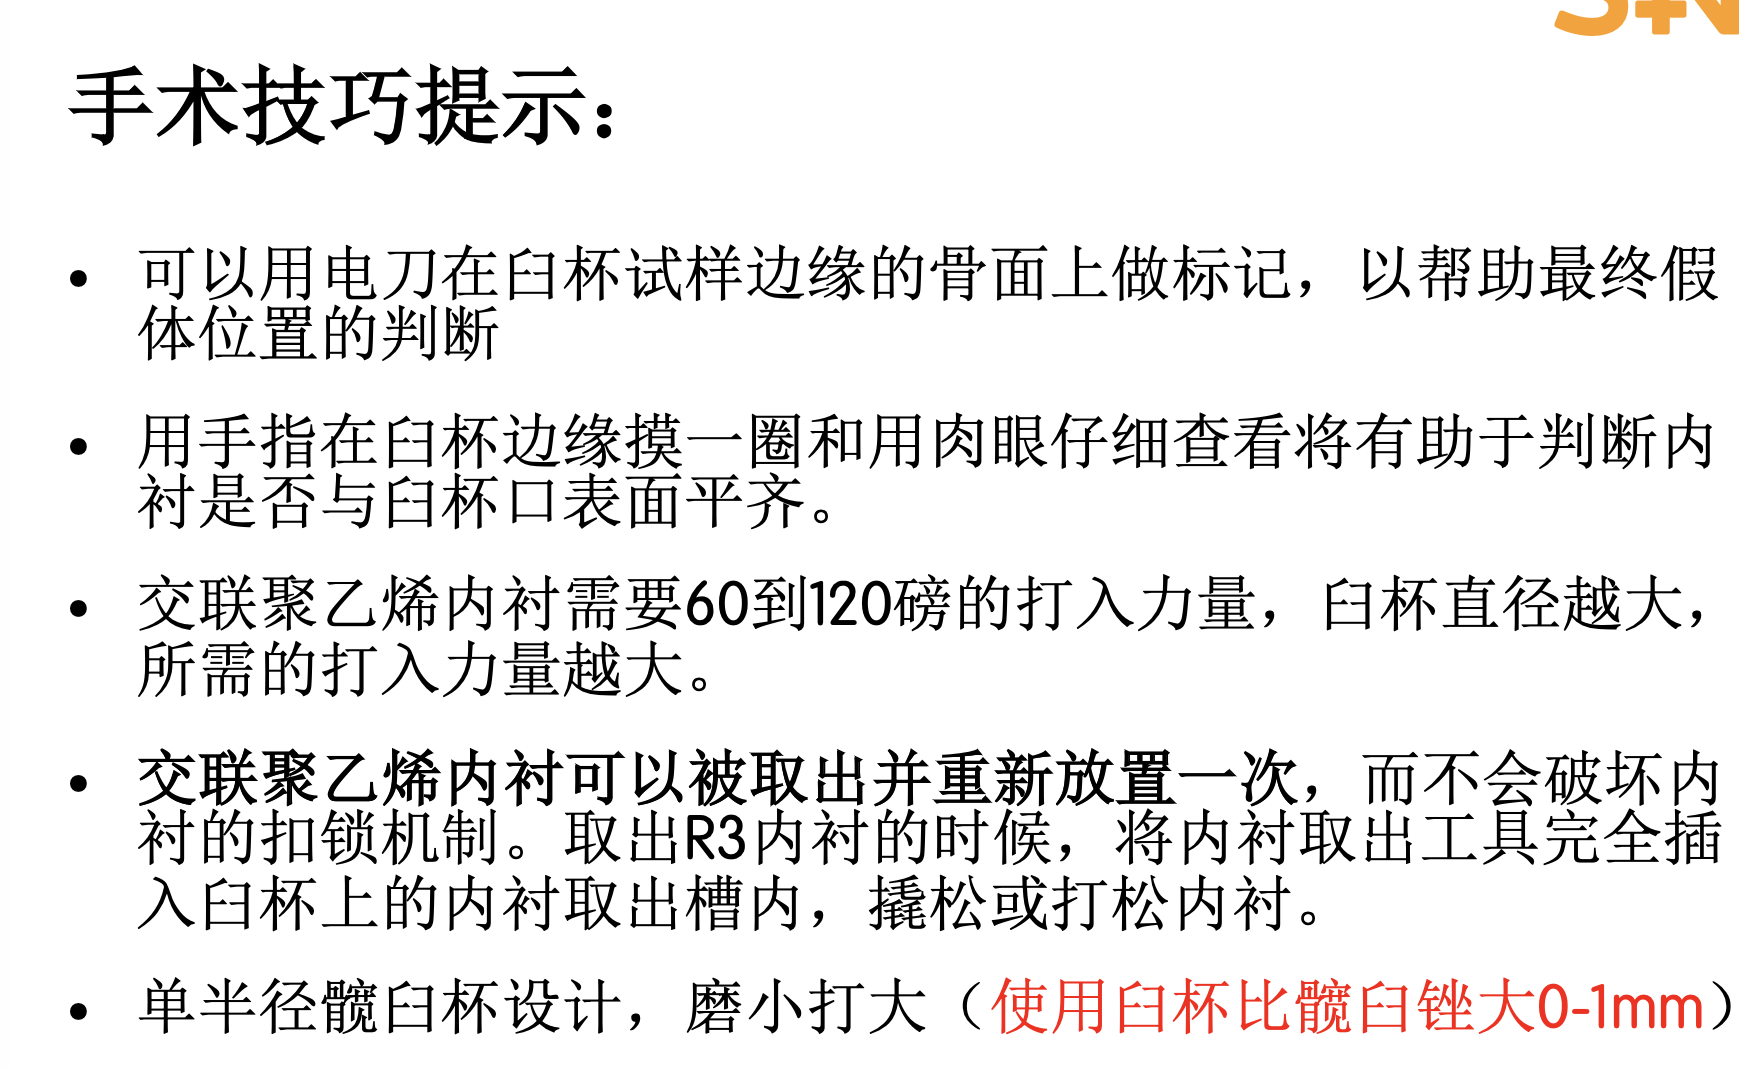 手术技巧提示：
• 可以用电刀在臼杯试样边缘的骨面上做标记，以帮助最终假
体位置的判断
• 用手指在臼杯边缘摸一圈和用肉眼仔细查看将有助于判断内
衬是否与臼杯口表面平齐。
• 交联聚乙烯内衬需要60到120磅的打入力量，臼杯直径越大，
所需的打入力量越大。
• 交联聚乙烯内衬可以被取出并重新放置一次，而不会破坏内
衬的扣锁机制。取出R3内衬的时候，将内衬取出工具完全插
入臼杯上的内衬取出槽内，撬松或打松内衬。
• 单半径髋臼杯设计，磨小打大（使用臼杯比髋臼锉大0-1mm）